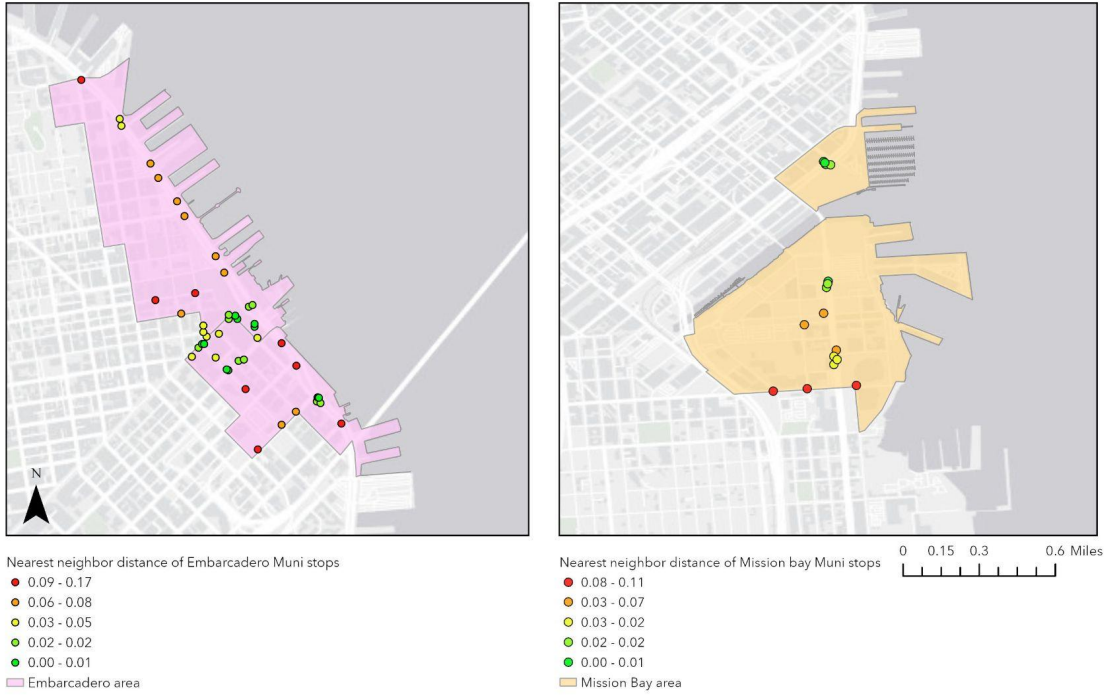 N
Nearest neighbor distance of Embarcadero Muni stops
0.09 - 0.17
0.06 - 0.08
0.03 - 0.05
0.02 - 0.02
0.00 - 0.01
Embarcadero area
Nearest neighbor distance of Mission bay Muni stops
0.08 - 0.11
0.03 - 0.07
0.03 - 0.02
0.02 - 0.02
0.00 - 0.01
Mission Bay area
0 0.15 0.3 0.6 Miles